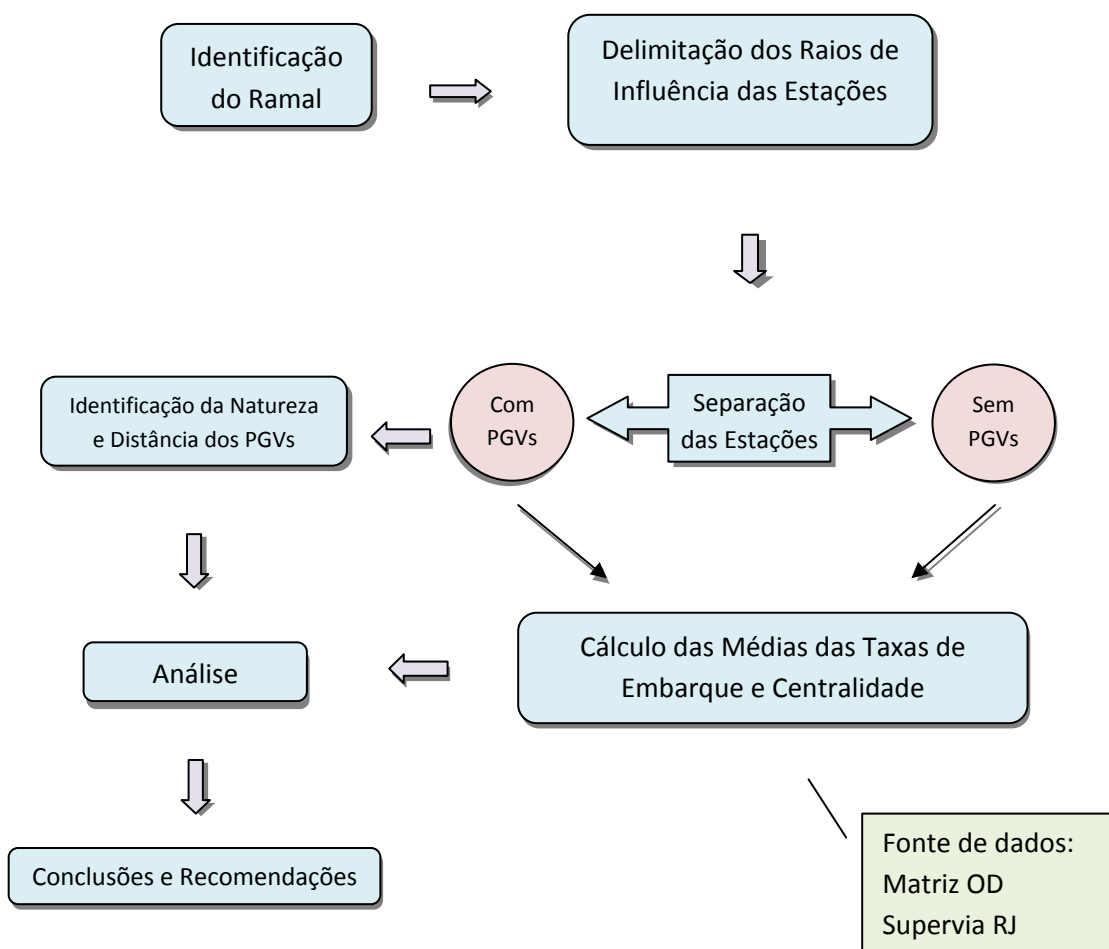 Identificação
do Ramal
Delimitação dos Raios de
Influência das Estações
Identificação da Natureza
e Distância dos PGVs
Com
PGVs
Separação
das Estações
Sem
PGVs
Análise
Cálculo das Médias das Taxas de
Embarque e Centralidade
Conclusões e Recomendações
Fonte de dados:
Matriz OD
Supervia RJ